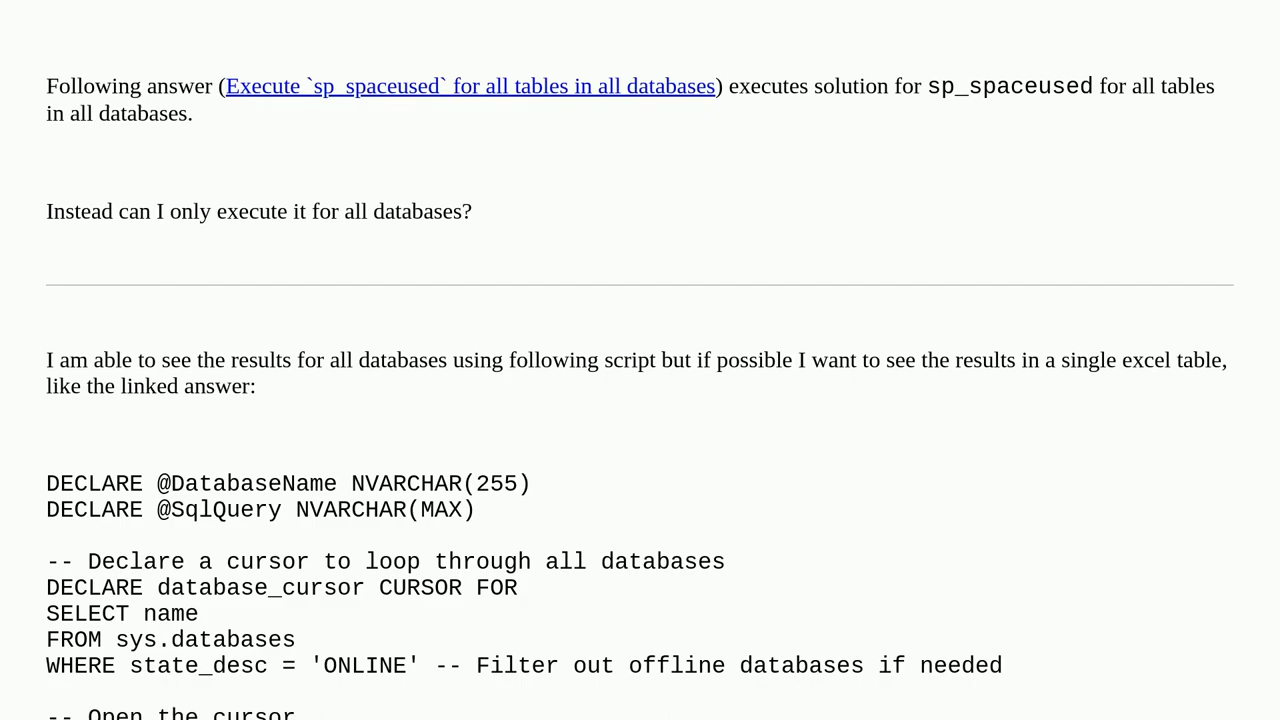 Following answer (Execute `sp_spaceused` for all tables in all databases) executes solution for sp_spaceused for all tables
in all databases.
Instead can I only execute it for all databases?
I am able to see the results for all databases using following script but if possible I want to see the results in a single excel table,
like the linked answer:
DECLARE @DatabaseName NVARCHAR(255)
DECLARE @SqlQuery NVARCHAR(MAX)
-- Declare a cursor to loop through all databases
DECLARE database_cursor CURSOR FOR
SELECT name
FROM sys.databases
WHERE state_desc = 'ONLINE' -- Filter out offline databases if needed
-- Open the cursor